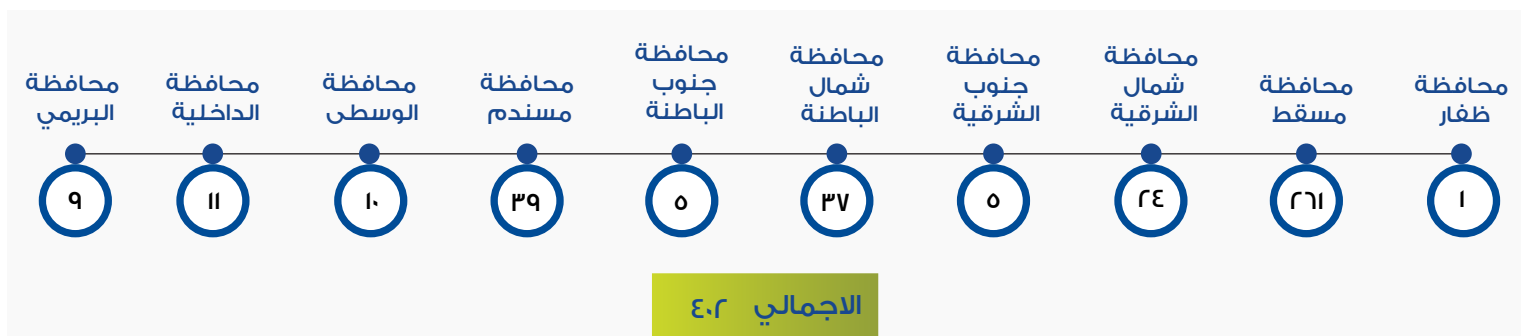 محافظة
ظفار
١
محافظة
مسقط
٢٦١
محافظة
شمال
الشرقية
٢٤
محافظة
جنوب
الشرقية
٥
محافظة
شمال
الباطنة
٣٧
محافظة
جنوب
الباطنة
٥
محافظة
مسندم
٣٩
محافظة
الوسطى
١٠
محافظة
الداخلية
١١
محافظة
البريمي
٩
الاجمالي ٤٠٢